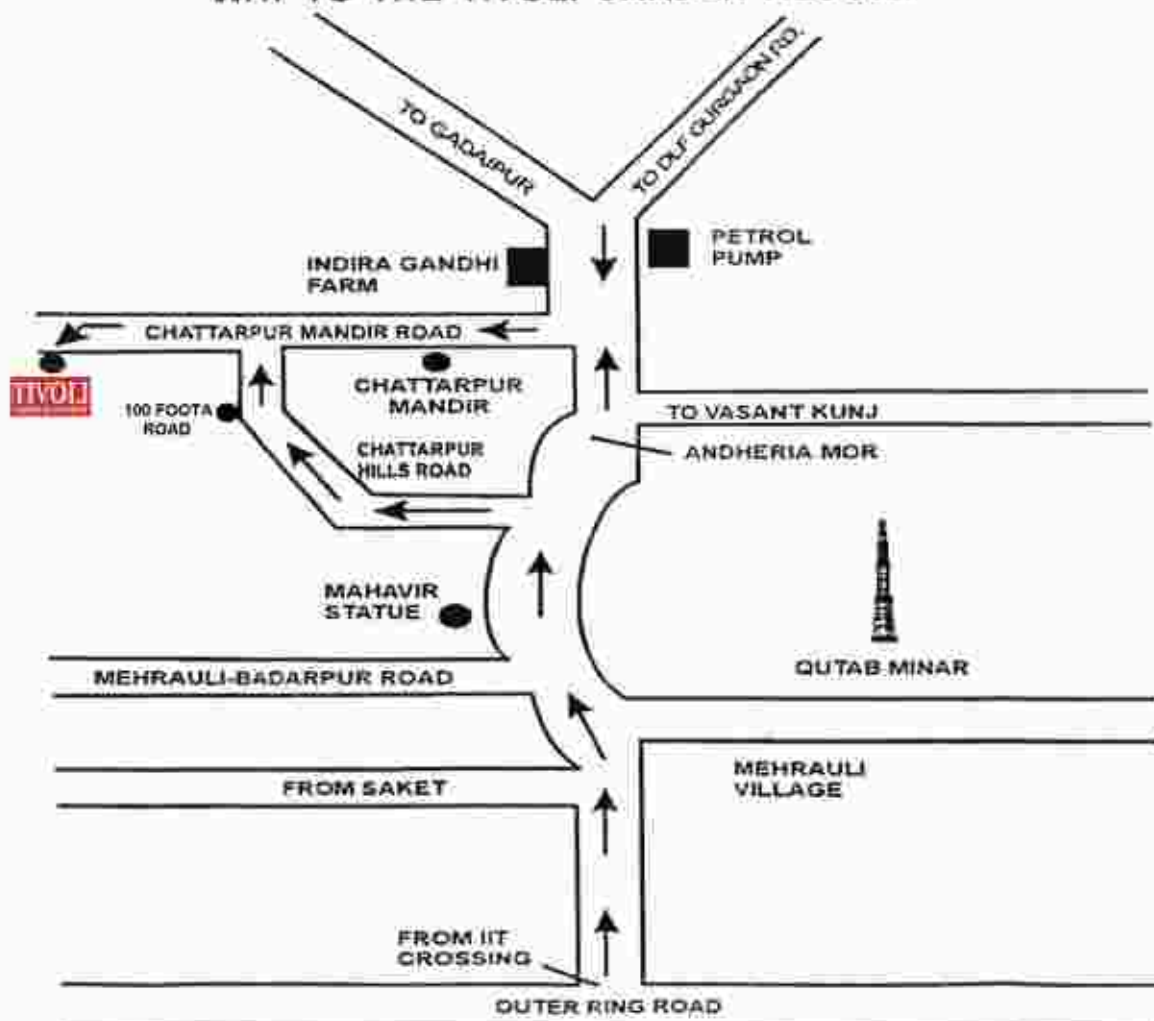 TO GADAIPUR
TO DLF GURGAON RD.
INDIRA GANDHI
FARM
PETROL
PUMP
CHATTARPUR MANDIR ROAD
TIVOLI
CHATTARPUR
MANDIR
100 FOOTA
ROAD
TO VASANT KUNJ
CHATTARPUR
HILLS ROAD
ANDHERIA MOR
MAHAVIR
STATUE
QUTAB MINAR
MEHRAULI-BADARPUR ROAD
MEHRAULI
VILLAGE
FROM SAKET
FROM IIT
CROSSING
OUTER RING ROAD